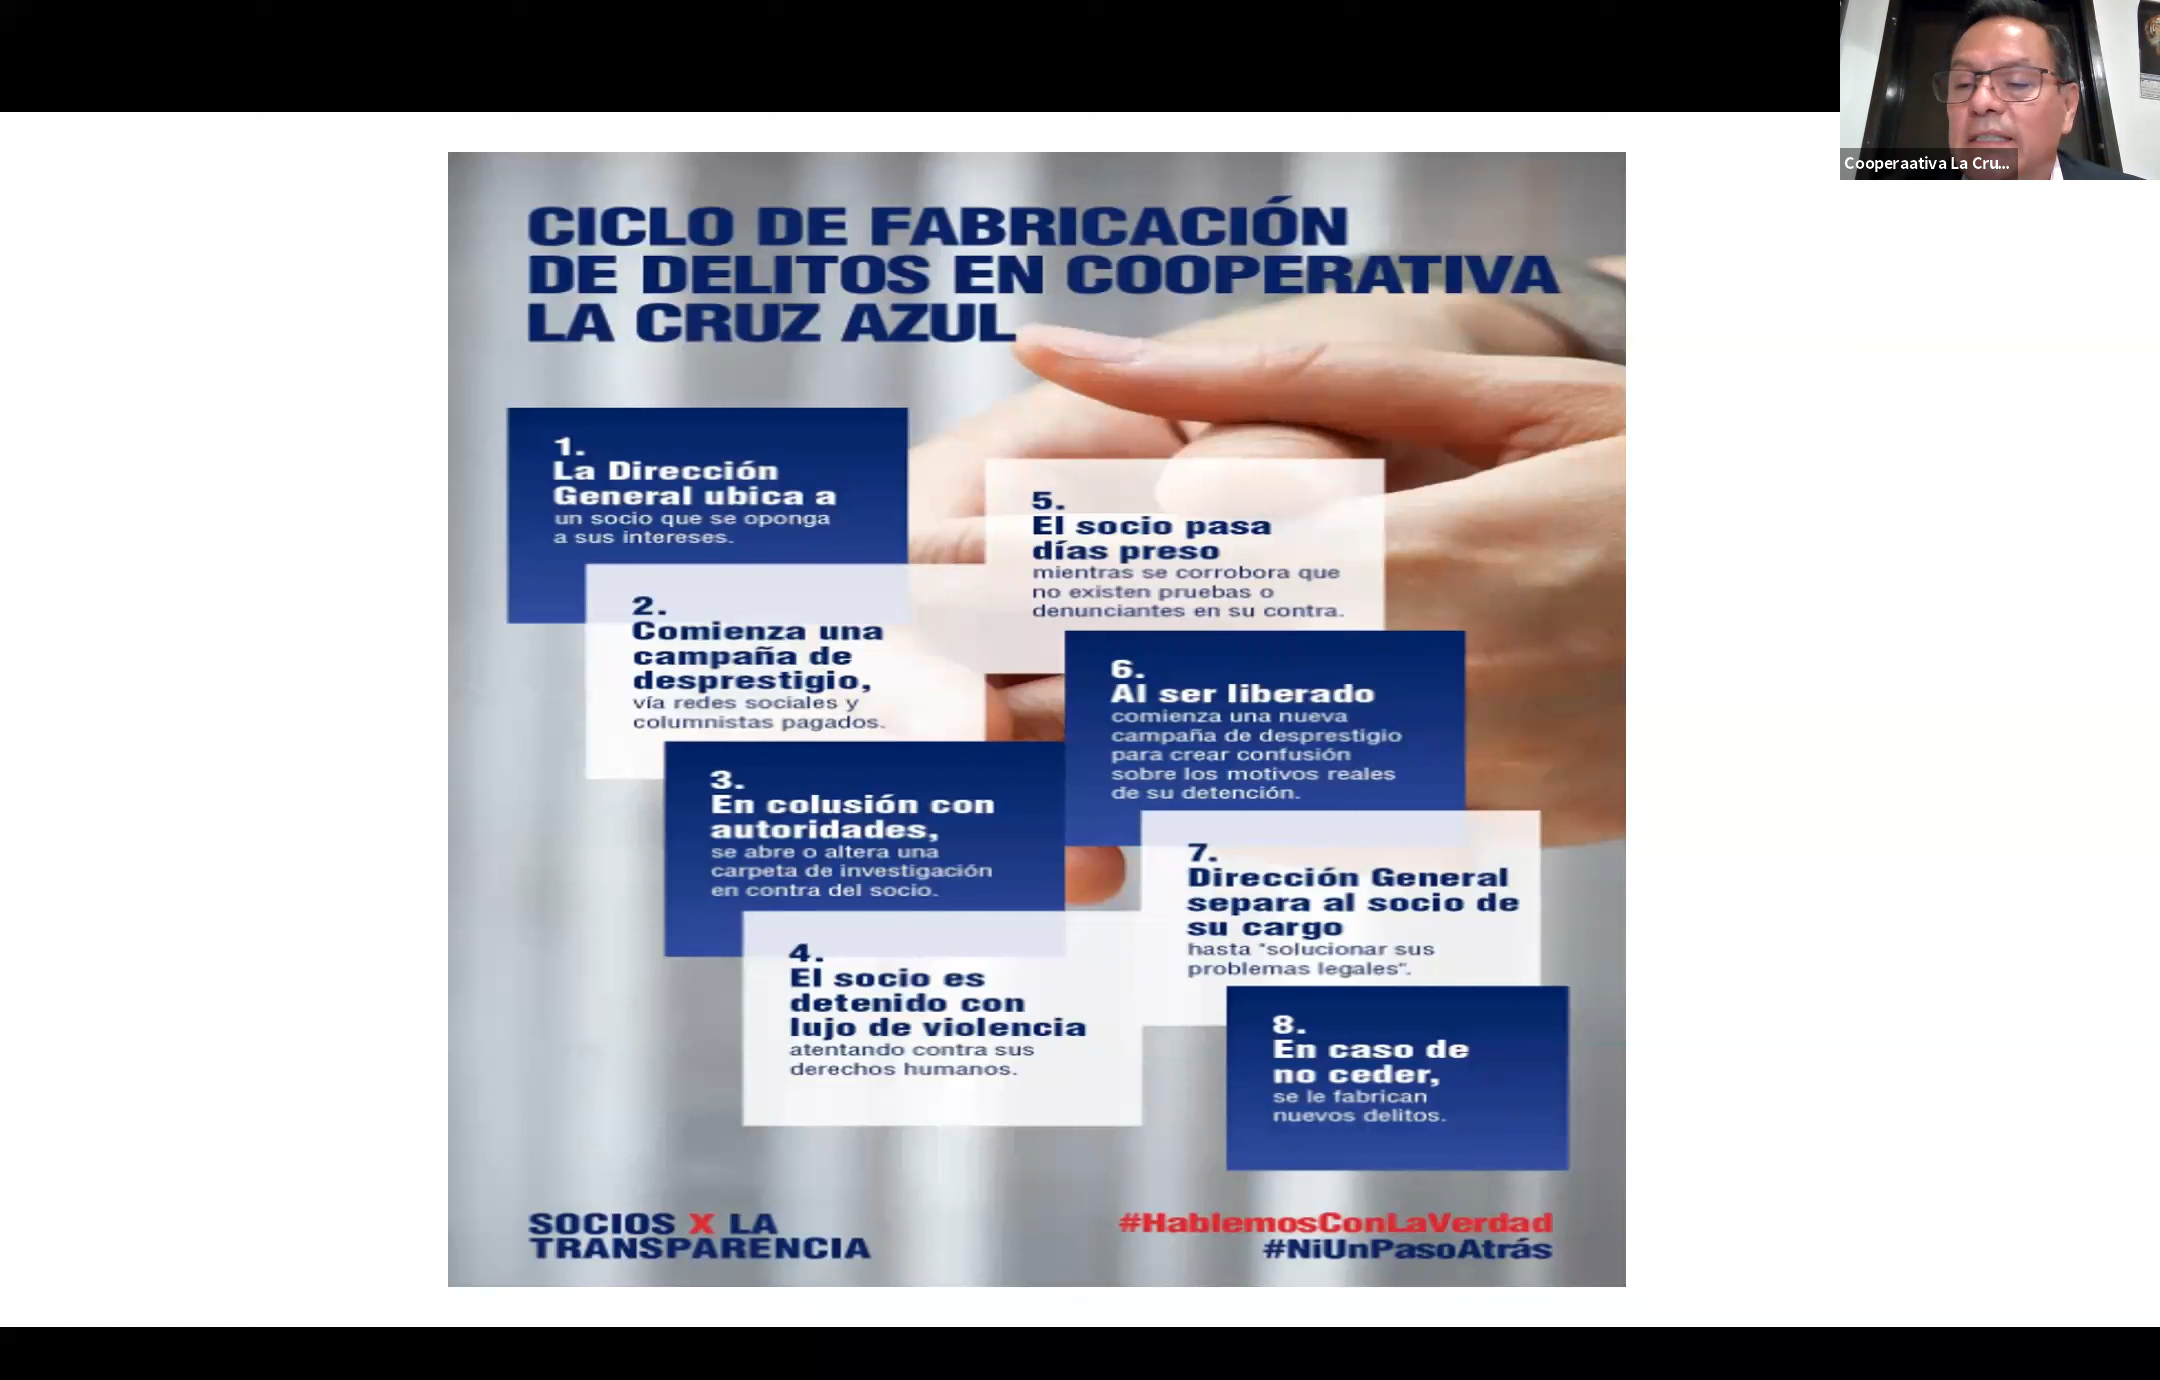 Cooperaativa La Cru...
CICLO DE FABRICACIÓN
DE DELITOS EN COOPERATIVA
LA CRUZ AZUL
1.
La Dirección
General ubica a
un socio que se oponga
a sus intereses.
2.
Comienza una
campaña de
desprestigio,
vía redes sociales y
columnistas pagados.
3.
En colusión con
autoridades,
se abre o altera una
carpeta de investigación
en contra del socio.
4.
El socio es
detenido con
lujo de violencia
atentando contra sus
derechos humanos.
5.
El socio pasa
días preso
mientras se corrobora que
no existen pruebas o
denunciantes en su contra.
6.
Al ser liberado
comienza una nueva
campaña de desprestigio
para crear confusión
sobre los motivos reales
de su detención.
7.
Dirección General
separa al socio de
su cargo
hasta "solucionar sus
problemas legales".
8.
En caso de
no ceder,
se le fabrican
nuevos delitos.
SOCIOS X LA
TRANSPARENCIA
#HablemosConLaVerdad
#NiUnPasoAtrás